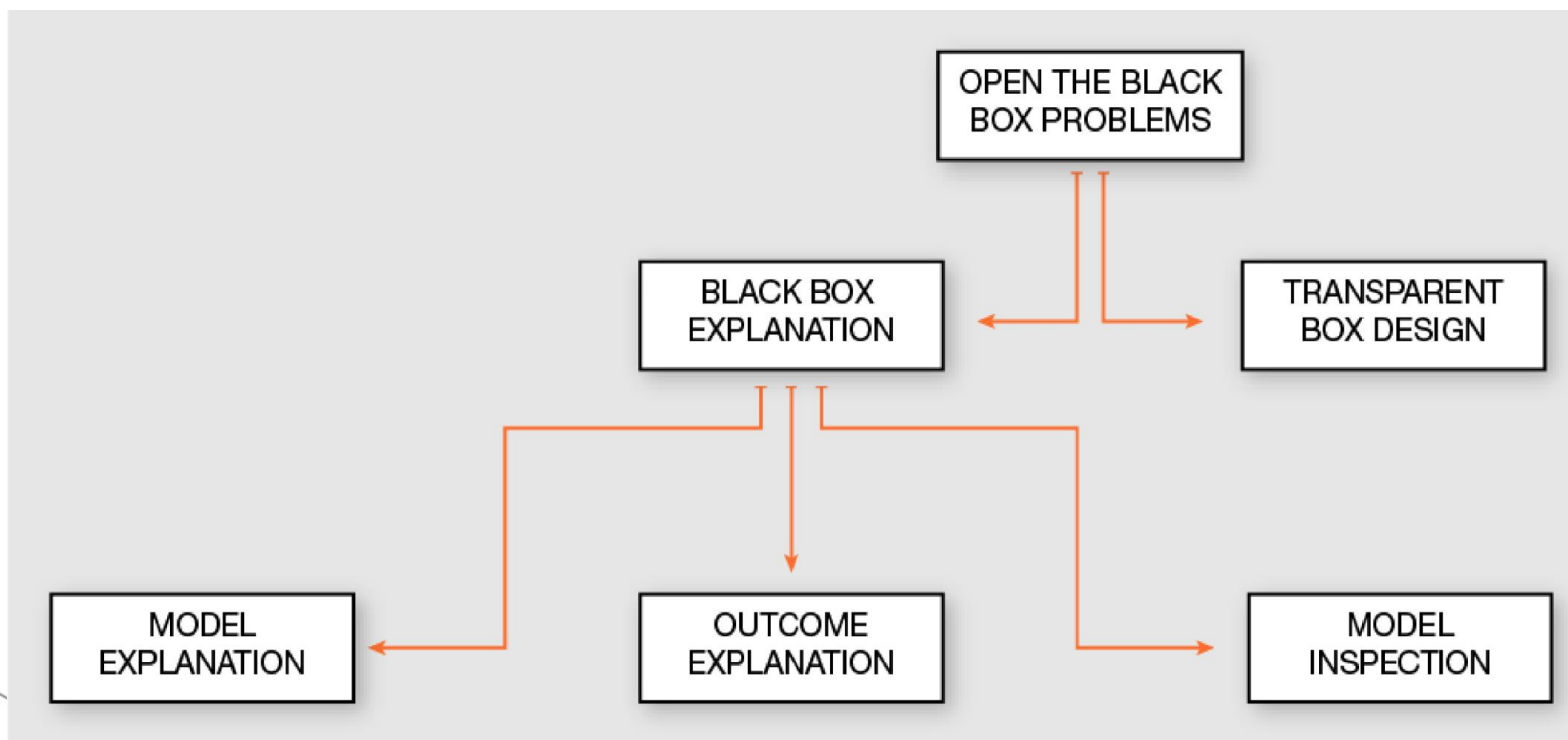 OPEN THE BLACK
BOX PROBLEMS
BLACK BOX
EXPLANATION
TRANSPARENT
BOX DESIGN
MODEL
EXPLANATION
OUTCOME
EXPLANATION
MODEL
INSPECTION